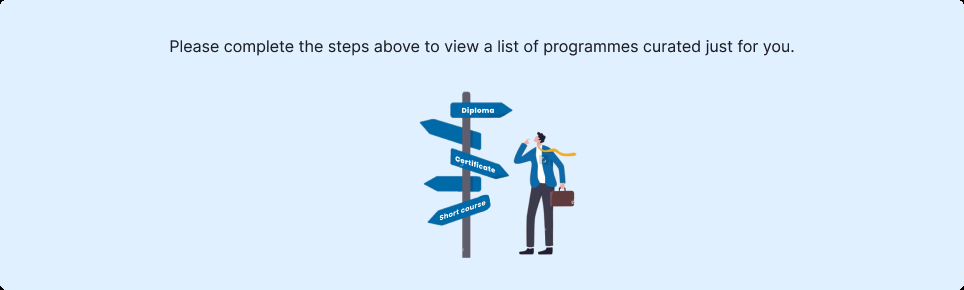 Please complete the steps above to view a list of programmes curated just for you.
Diploma
Certificate
Short course